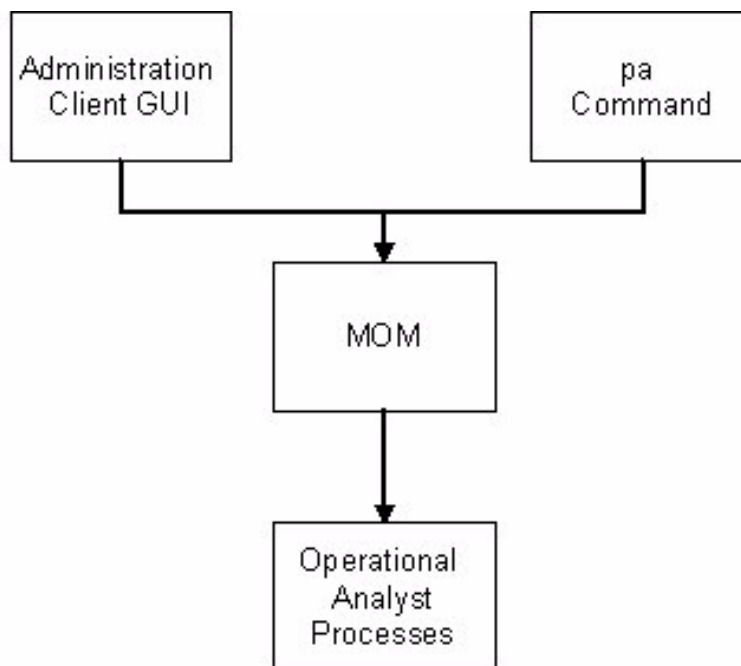 Administration
Client GUI
pa
Command
MOM
Operational
Analyst
Processes